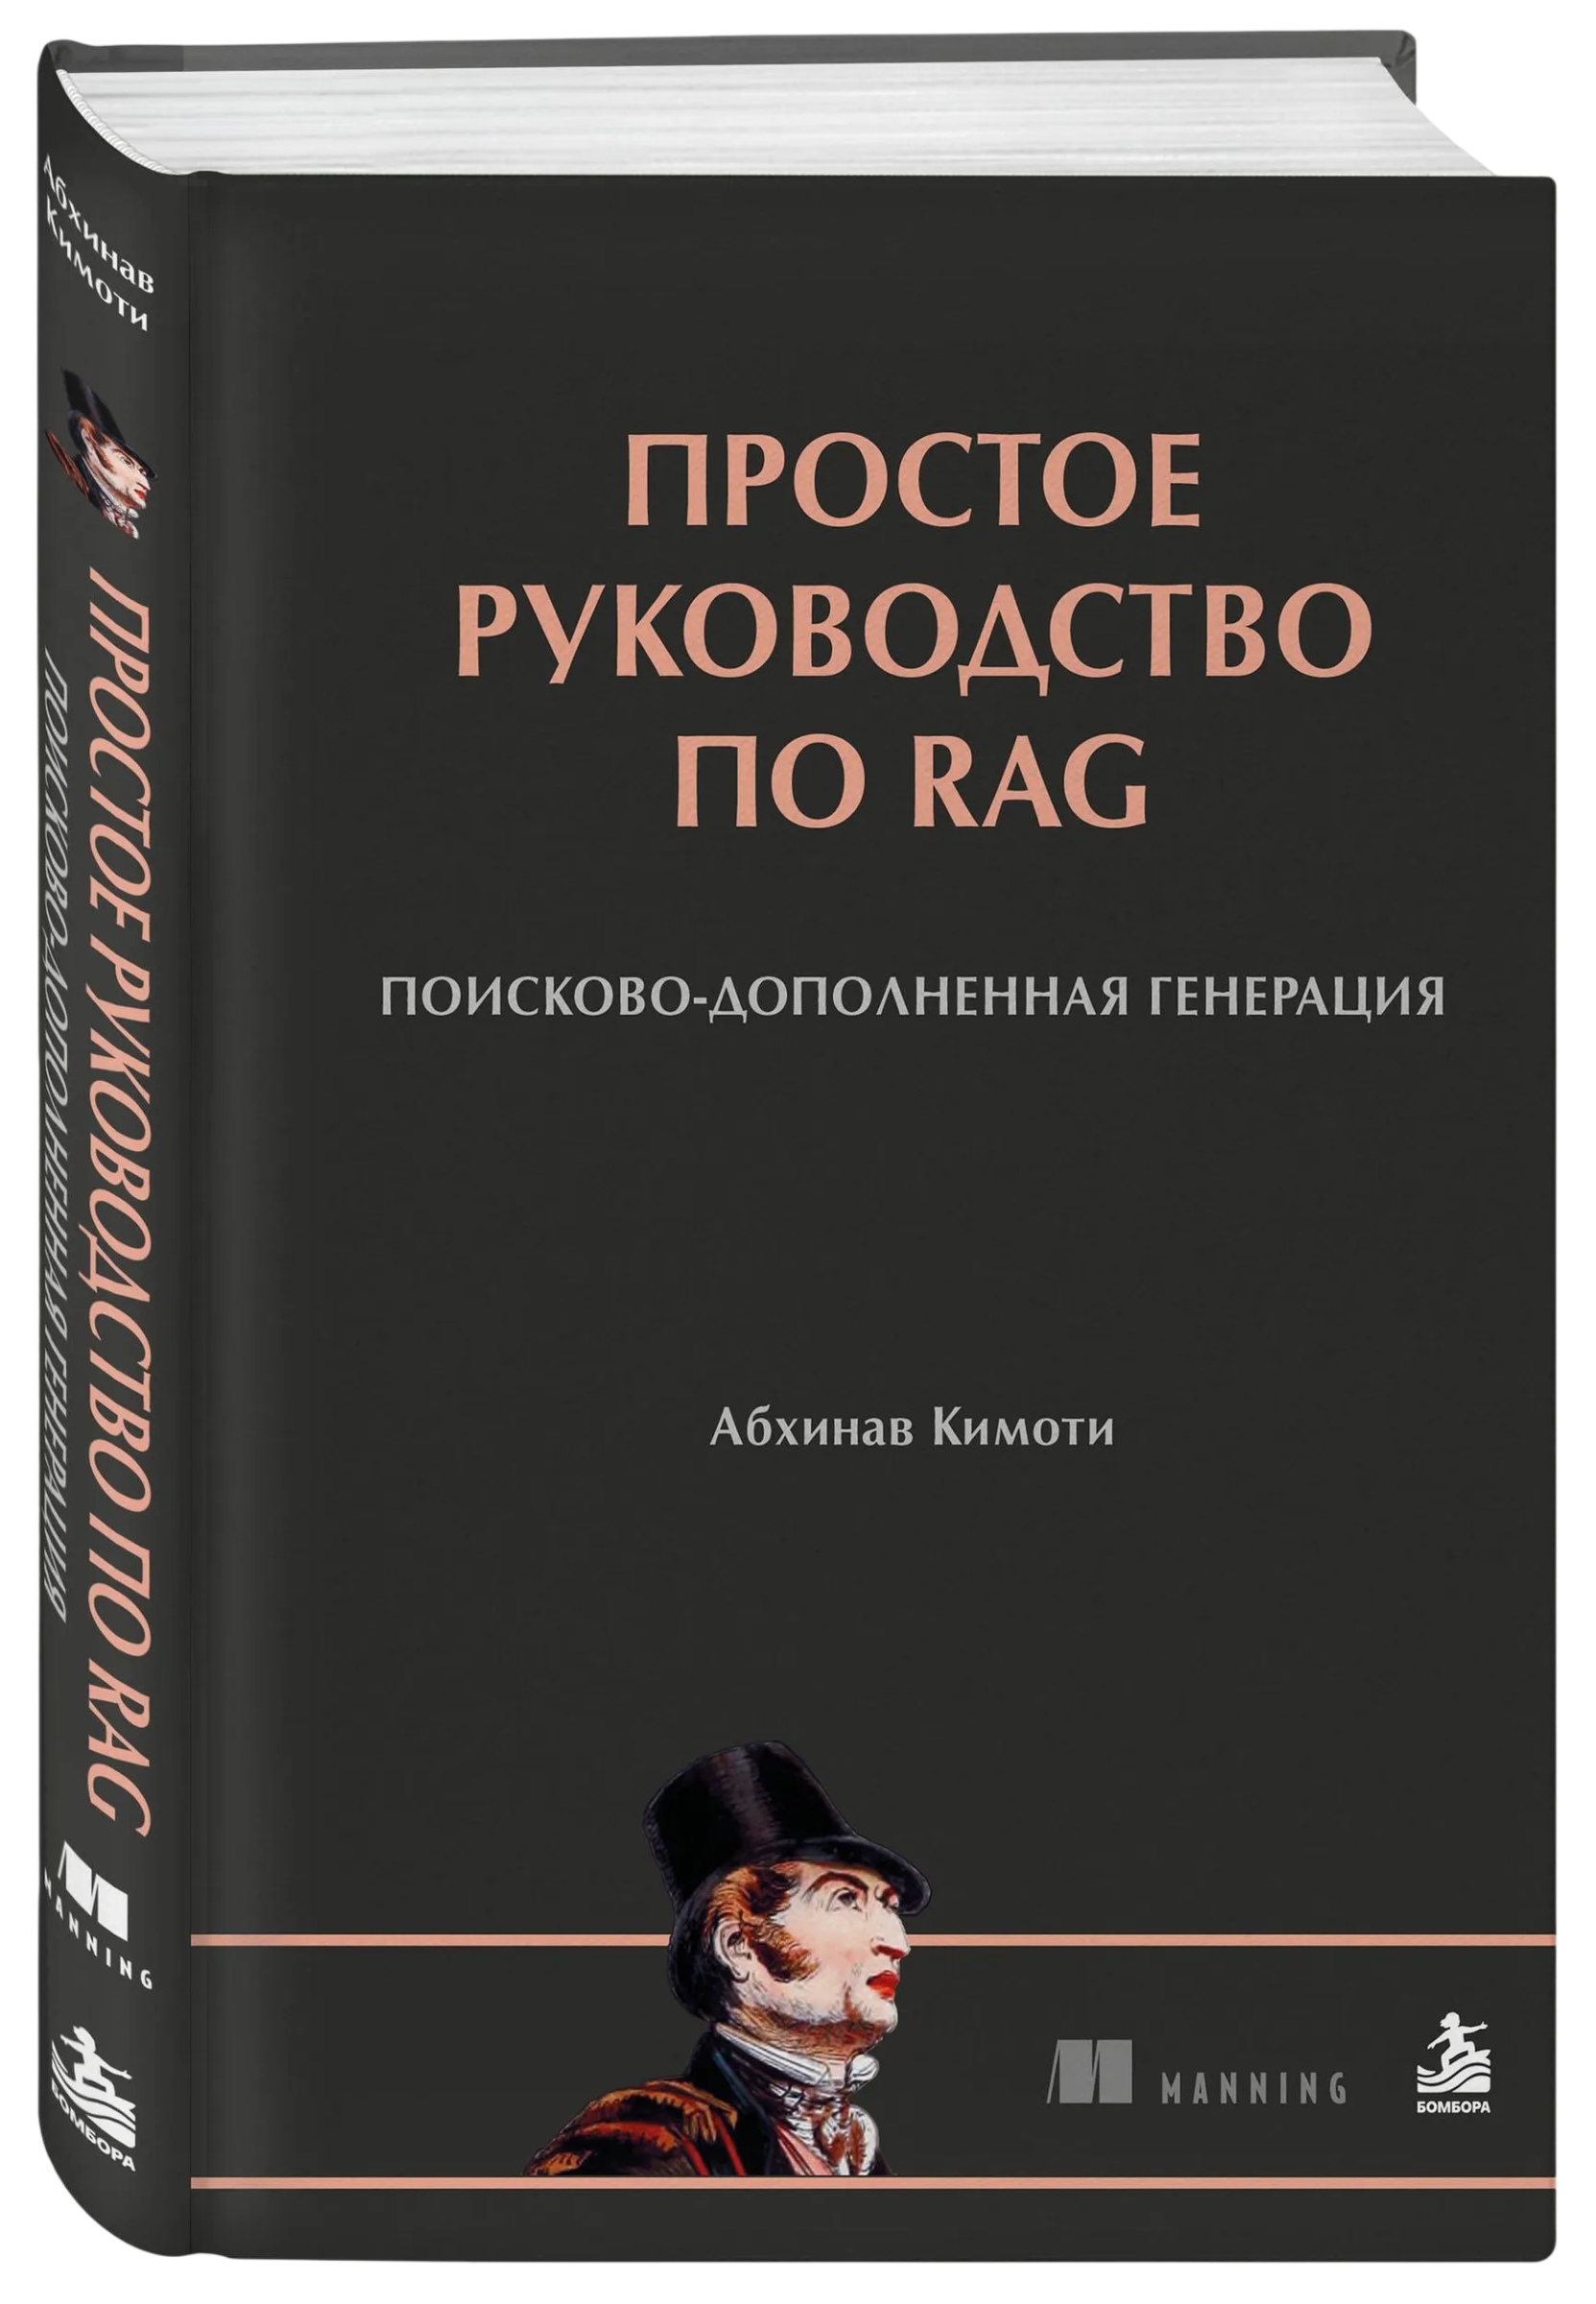 Абхинав
Кимоти
ПРОСТОЕ РУКОВОДСТВО ПО RAG
ПОИСКОВО-ДОПОЛНЕННАЯ ГЕНЕРАЦИЯ
MANNING
БОМБОРА
ПРОСТОЕ
РУКОВОДСТВО
ПО RAG
ПОИСКОВО-ДОПОЛНЕННАЯ ГЕНЕРАЦИЯ
Абхинав Кимоти
MANNING
БОМБОРА